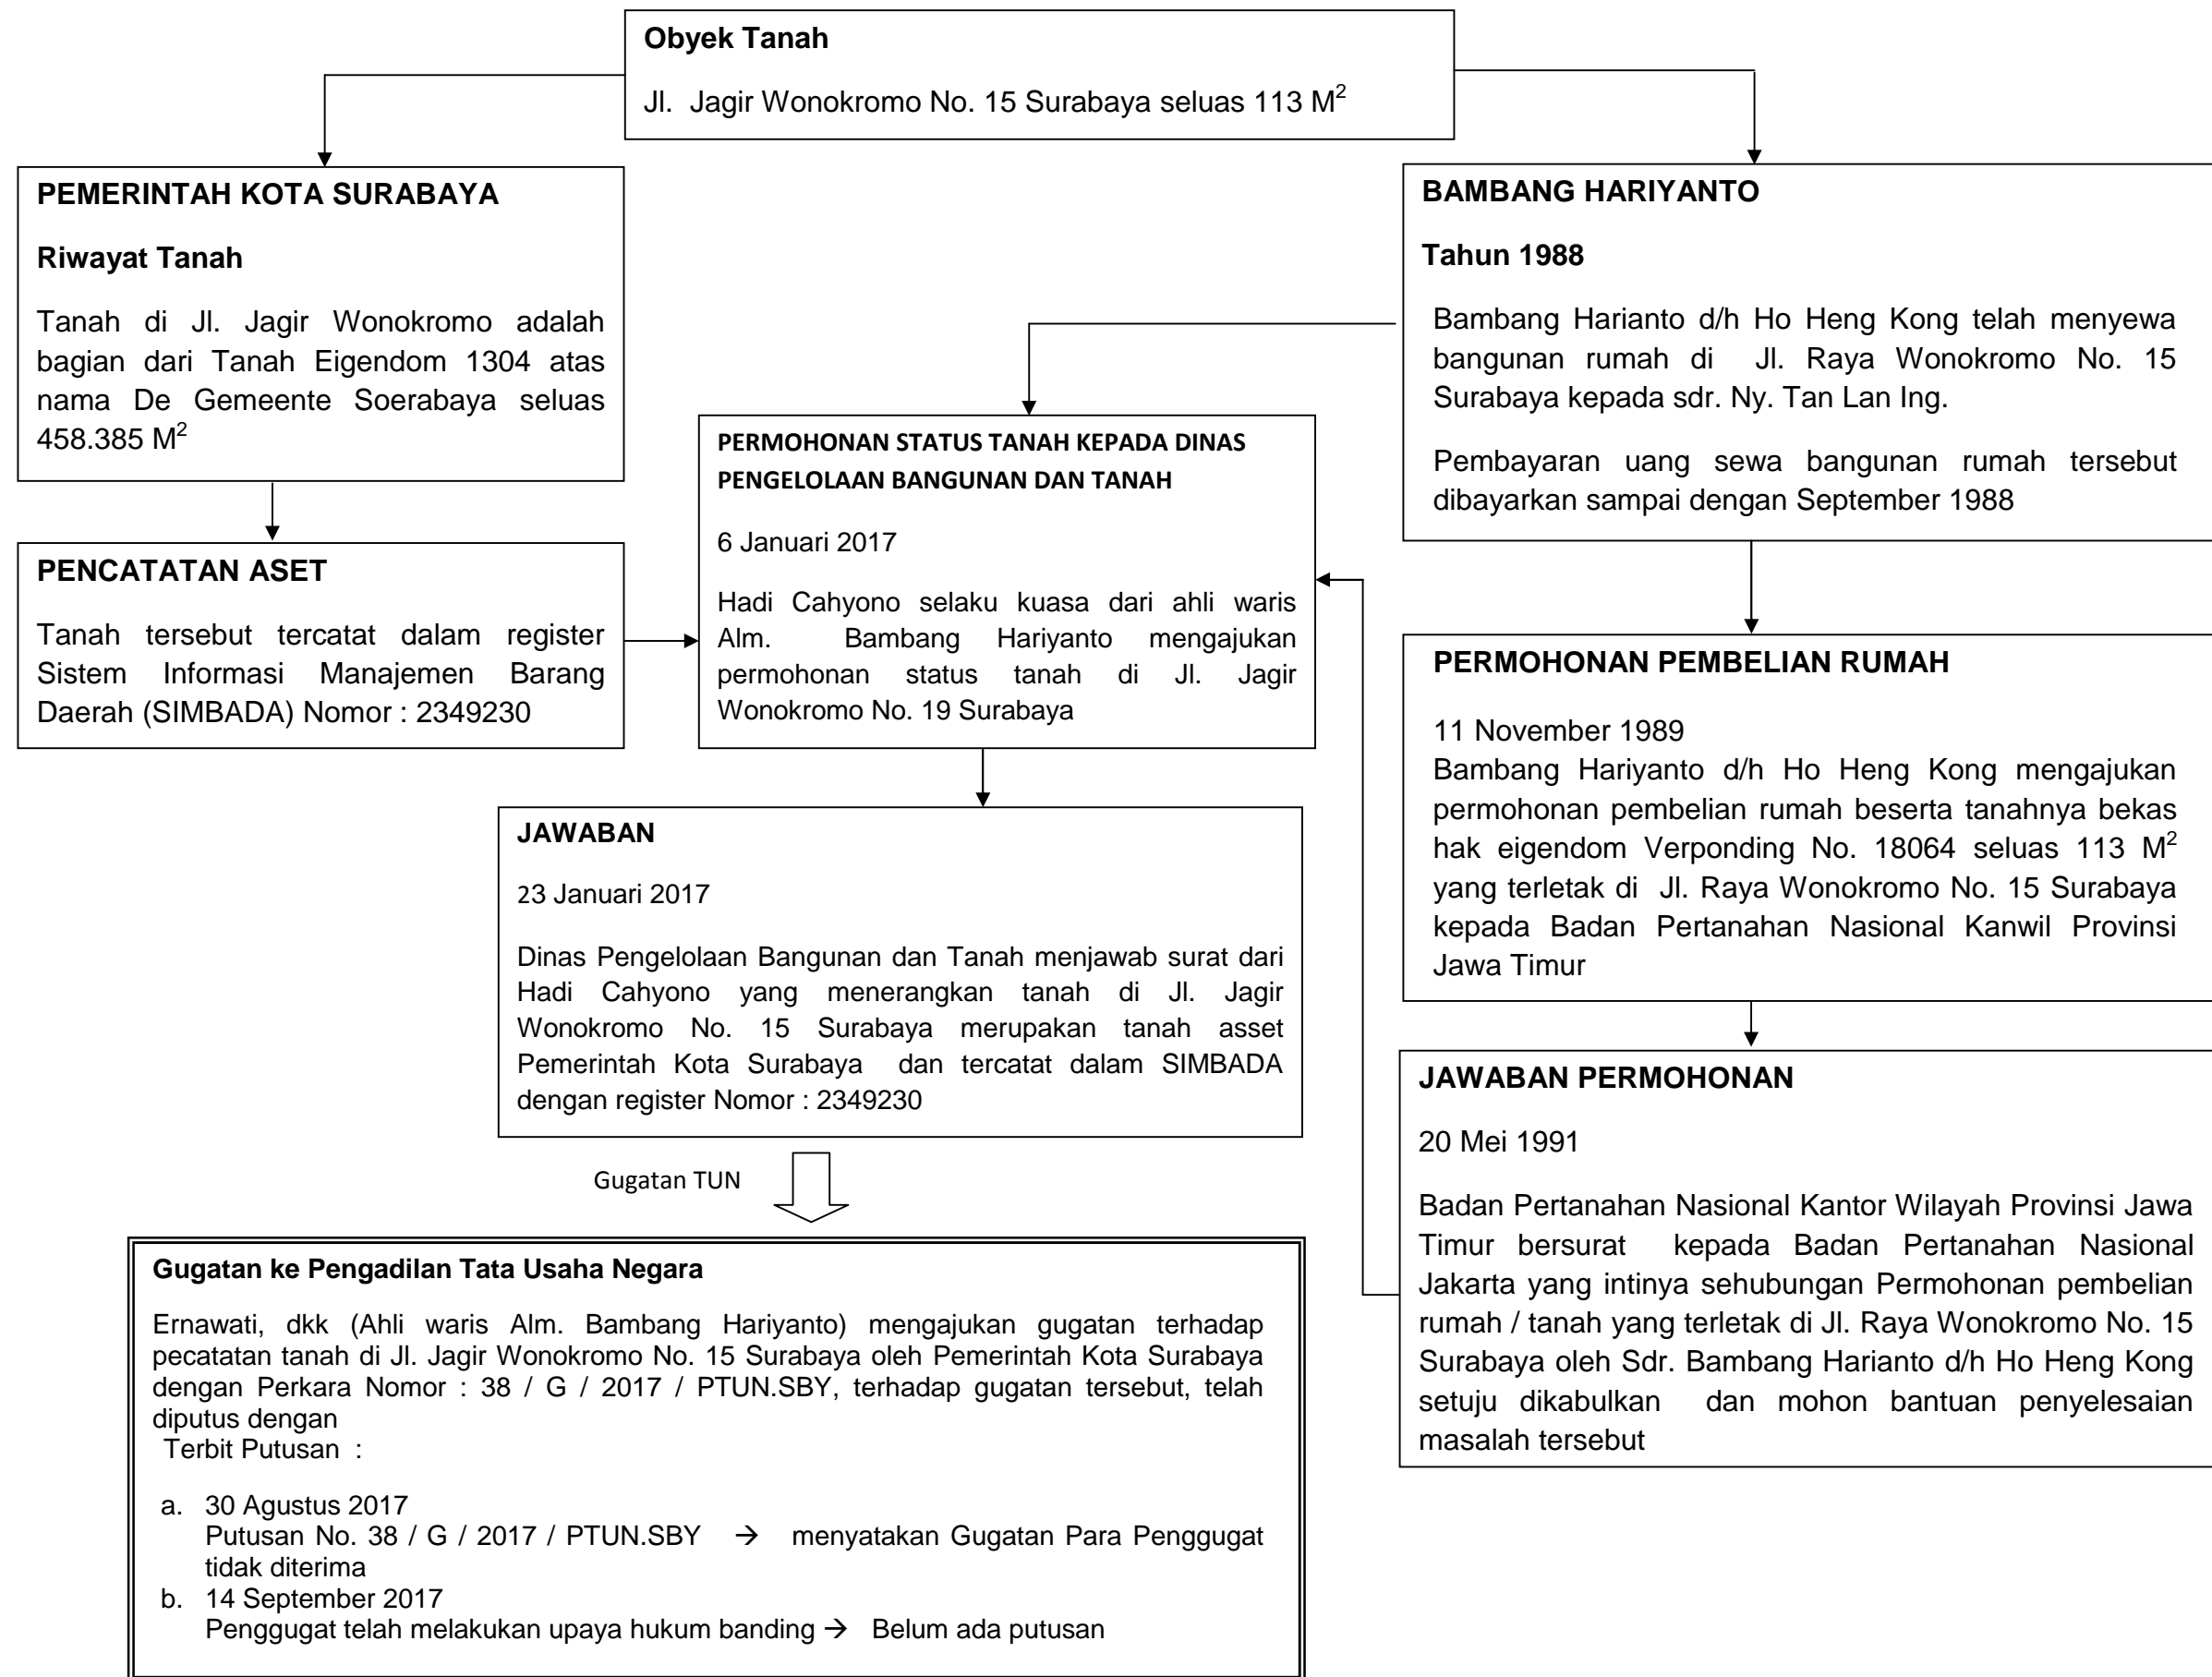 Obyek Tanah
Jl. Jagir Wonokromo No. 15 Surabaya seluas 113 M²
PEMERINTAH KOTA SURABAYA
Riwayat Tanah
Tanah di Jl. Jagir Wonokromo adalah
bagian dari Tanah Eigendom 1304 atas
nama De Gemeente Soerabaya seluas
458.385 M²
PENCATATAN ASET
Tanah tersebut tercatat dalam register
Sistem Informasi Manajemen Barang
Daerah (SIMBADA) Nomor : 2349230
BAMBANG HARIYANTO
Tahun 1988
Bambang Harianto d/h Ho Heng Kong telah menyewa
bangunan rumah di Jl. Raya Wonokromo No. 15
Surabaya kepada sdr. Ny. Tan Lan Ing.
Pembayaran uang sewa bangunan rumah tersebut
dibayarkan sampai dengan September 1988
PERMOHONAN PEMBELIAN RUMAH
11 November 1989
Bambang Hariyanto d/h Ho Heng Kong mengajukan
permohonan pembelian rumah beserta tanahnya bekas
hak eigendom Verponding No. 18064 seluas 113 M²
yang terletak di Jl. Raya Wonokromo No. 15 Surabaya
kepada Badan Pertanahan Nasional Kanwil Provinsi
Jawa Timur
JAWABAN PERMOHONAN
20 Mei 1991
Badan Pertanahan Nasional Kantor Wilayah Provinsi Jawa
Timur bersurat kepada Badan Pertanahan Nasional
Jakarta yang intinya sehubungan Permohonan pembelian
rumah / tanah yang terletak di Jl. Raya Wonokromo No. 15
Surabaya oleh Sdr. Bambang Harianto d/h Ho Heng Kong
setuju dikabulkan dan mohon bantuan penyelesaian
masalah tersebut
PERMOHONAN STATUS TANAH KEPADA DINAS
PENGELOLAAN BANGUNAN DAN TANAH
6 Januari 2017
Hadi Cahyono selaku kuasa dari ahli waris
Alm. Bambang Hariyanto mengajukan
permohonan status tanah di Jl. Jagir
Wonokromo No. 19 Surabaya
JAWABAN
23 Januari 2017
Dinas Pengelolaan Bangunan dan Tanah menjawab surat dari
Hadi Cahyono yang menerangkan tanah di Jl. Jagir
Wonokromo No. 15 Surabaya merupakan tanah asset
Pemerintah Kota Surabaya dan tercatat dalam SIMBADA
dengan register Nomor : 2349230
Gugatan TUN
Gugatan ke Pengadilan Tata Usaha Negara
Ernawati, dkk (Ahli waris Alm. Bambang Hariyanto) mengajukan gugatan terhadap
pecatatan tanah di Jl. Jagir Wonokromo No. 15 Surabaya oleh Pemerintah Kota Surabaya
dengan Perkara Nomor : 38 / G / 2017 / PTUN.SBY, terhadap gugatan tersebut, telah
diputus dengan
Terbit Putusan :
a. 30 Agustus 2017
Putusan No. 38 / G / 2017 / PTUN.SBY → menyatakan Gugatan Para Penggugat
tidak diterima
b. 14 September 2017
Penggugat telah melakukan upaya hukum banding → Belum ada putusan